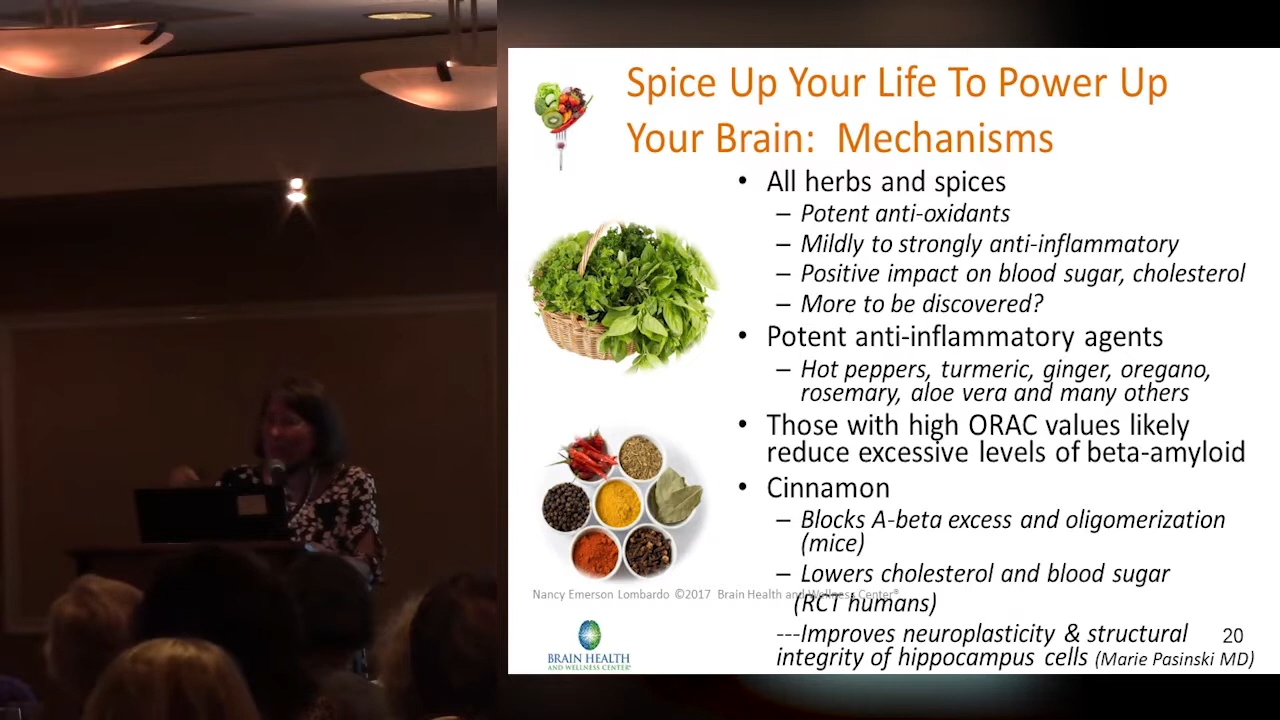 Spice Up Your Life To Power Up
Your Brain:  Mechanisms
• All herbs and spices
– Potent anti-oxidants
– Mildly to strongly anti-inflammatory
– Positive impact on blood sugar, cholesterol
– More to be discovered?
• Potent anti-inflammatory agents
– Hot peppers, turmeric, ginger, oregano,
rosemary, aloe vera and many others
• Those with high ORAC values likely
reduce excessive levels of beta-amyloid
• Cinnamon
– Blocks A-beta excess and oligomerization
(mice)
– Lowers cholesterol and blood sugar
(RCT humans)
---Improves neuroplasticity & structural
integrity of hippocampus cells (Marie Pasinski MD)
Nancy Emerson Lombardo ©2017  Brain Health and Wellness Center®
20
BRAIN HEALTH
AND WELLNESS CENTER®